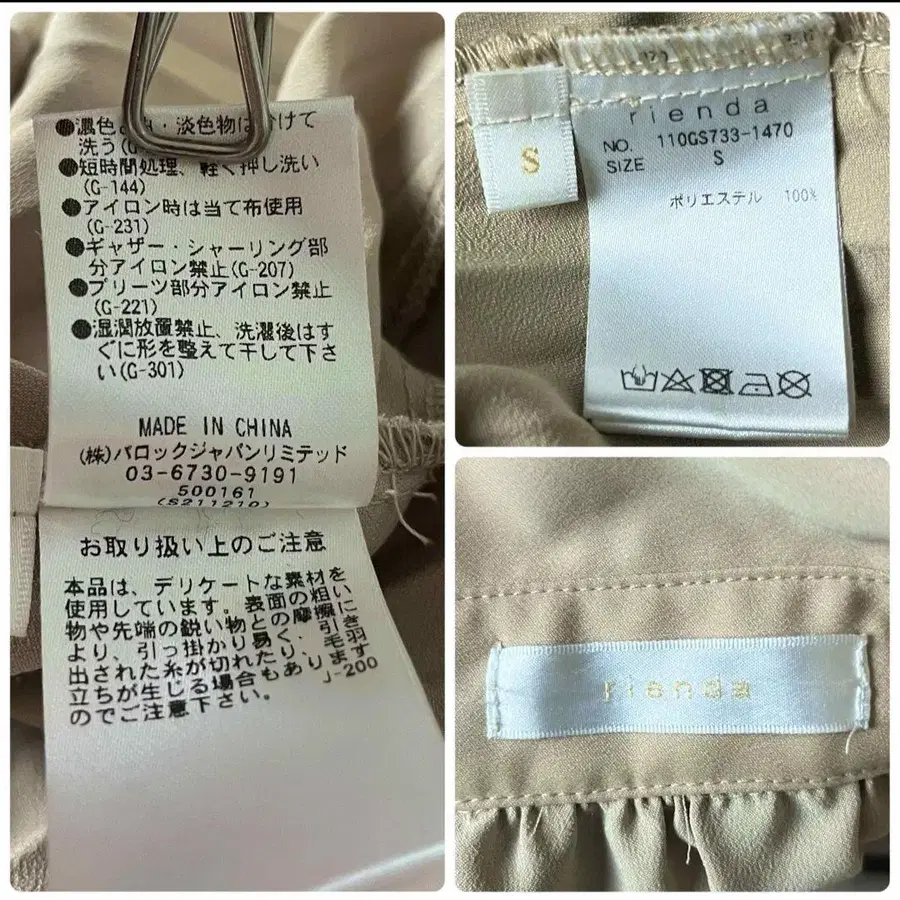 ●濃色と白・淡色物は分けて
洗う(G
●短時間処理、軽く押し洗い
(G-144)
●アイロン時は当て布使用
(G-231)
●ギャザー・シャーリング部
分アイロン禁止(G-207)
●プリーツ部分アイロン禁止
(G-221)
●湿潤放置禁止、洗濯後はす
ぐに形を整えて干して下さ
い(G-301)
MADE IN CHINA
(株)バロックジャパンリミテッド
03-6730-9191
500161
(S211210)
お取り扱い上のご注意
本品は、デリケートな素材を
使用しています。表面の粗い
物や先端の鋭い物との摩擦に
より、引っ掛かり易く、引き
出された糸が切れたり、毛羽
立ちが生じる場合もあります
のでご注意下さい。 J-200
S
rienda
NO. 110GS733-1470
SIZE S
ポリエステル 100%
rienda